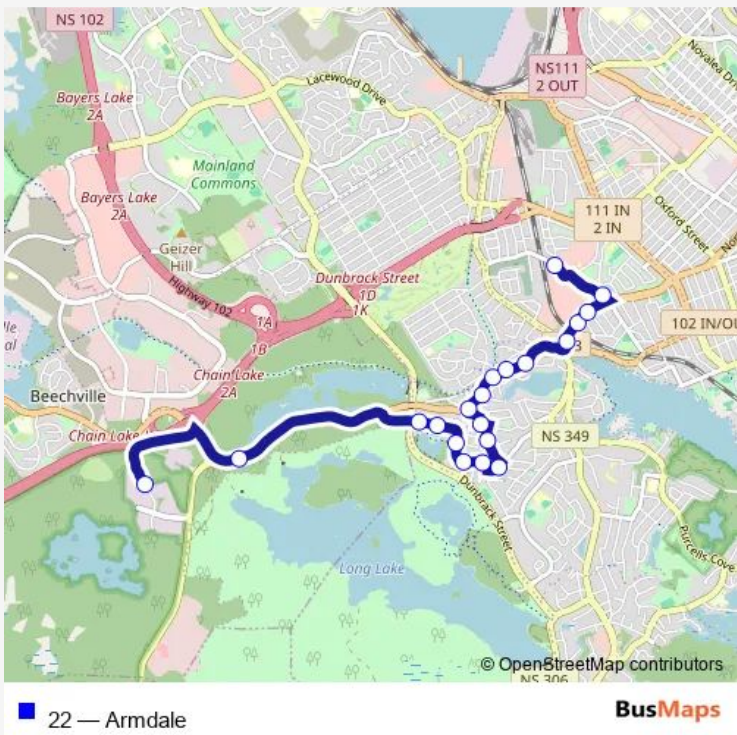 NS 102
Bayers Lake
2A
Lacewood Drive
NS111
2 OUT
Novalea Dri
Mainland
Commons
Bayers Lake
2A
Geizer
Hill
Oxford Street
111 IN
2 IN
Highway 102
Dunbrack Street
1D
1K
1A
1B
102 IN/OU
Chain Lake
2A
Beechville
Chain Lake
NS 349
Dunbrack Street
Purcells Cove
Long Lake
© OpenStreetMap contributors
NS 306
22 — Armdale
BusMaps